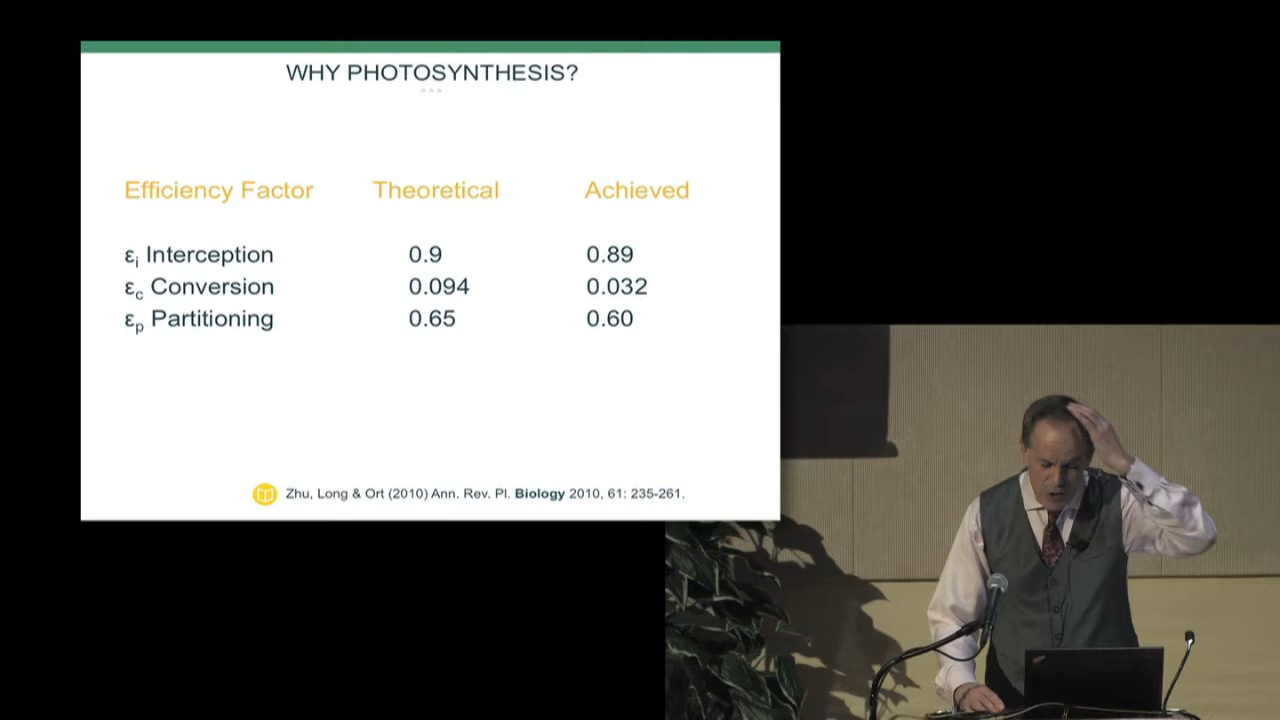 WHY PHOTOSYNTHESIS?
Efficiency Factor Theoretical Achieved
εi Interception 0.9 0.89
εc Conversion 0.094 0.032
εp Partitioning 0.65 0.60
Zhu, Long & Ort (2010) Ann. Rev. Pl. Biology 2010, 61: 235-261.